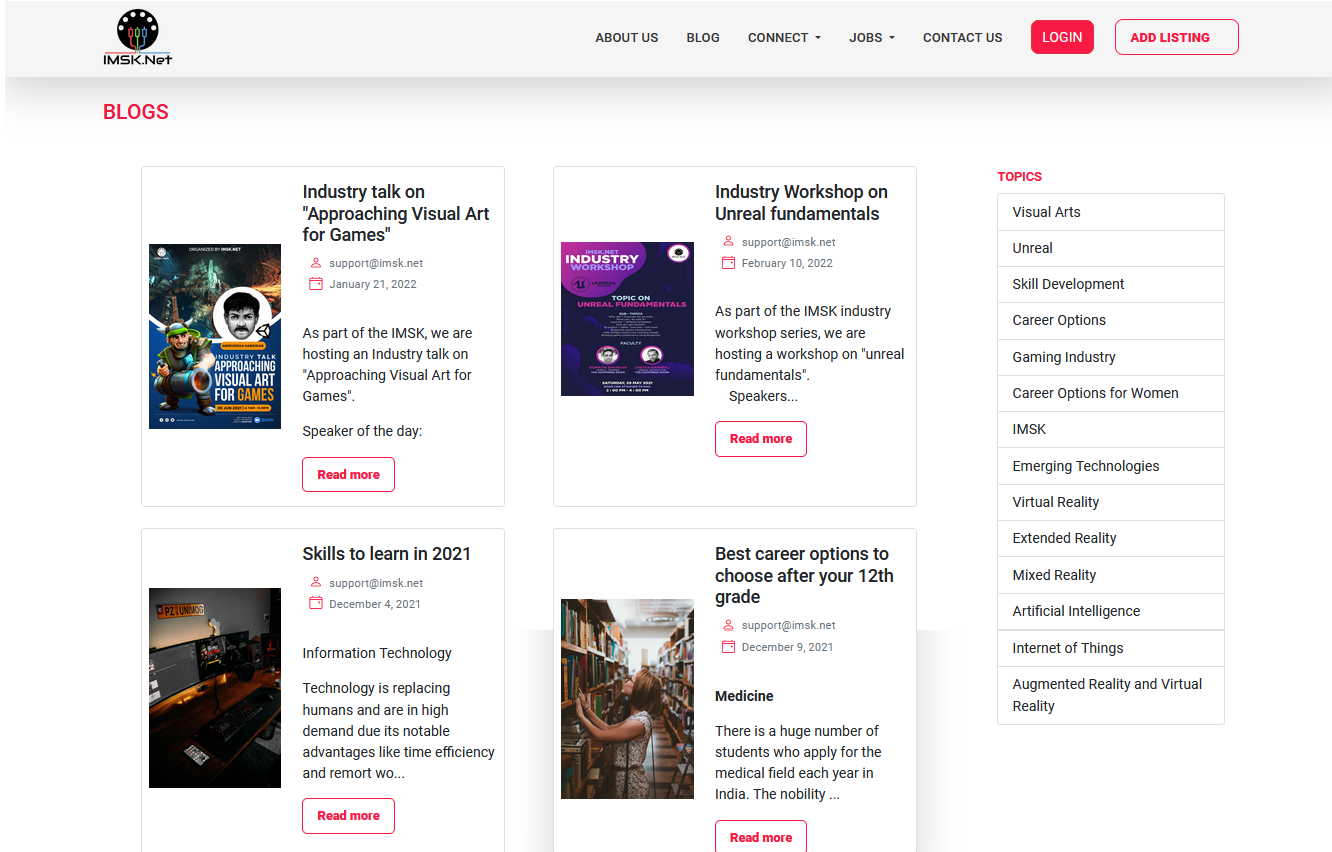 IMSK.Net
ABOUT US
BLOG
CONNECT
JOBS
CONTACT US
LOGIN
ADD LISTING
BLOGS
Industry talk on
"Approaching Visual Art
for Games"
support@imsk.net
January 21, 2022
As part of the IMSK, we are
hosting an Industry talk on
"Approaching Visual Art for
Games".
Speaker of the day:
Read more
ORGANIZED BY IMSK.NET
ANIRUDDHA HARDIKAR
INDUSTRY TALK
APPROACHING
VISUAL ART
FOR GAMES
Industry Workshop on
Unreal fundamentals
support@imsk.net
February 10, 2022
As part of the IMSK industry
workshop series, we are
hosting a workshop on "unreal
fundamentals".
Speakers...
Read more
IMSK.NET
INDUSTRY
WORKSHOP
TOPIC ON
UNREAL FUNDAMENTALS
SUB - TOPICS
FACULTY
SATURDAY, 29 MAY 2021
2 : 00 PM - 4 : 00 PM
Skills to learn in 2021
support@imsk.net
December 4, 2021
Information Technology
Technology is replacing
humans and are in high
demand due its notable
advantages like time efficiency
and remort wo...
Read more
Best career options to
choose after your 12th
grade
support@imsk.net
December 9, 2021
Medicine
There is a huge number of
students who apply for the
medical field each year in
India. The nobility ...
Read more
TOPICS
Visual Arts
Unreal
Skill Development
Career Options
Gaming Industry
Career Options for Women
IMSK
Emerging Technologies
Virtual Reality
Extended Reality
Mixed Reality
Artificial Intelligence
Internet of Things
Augmented Reality and Virtual
Reality